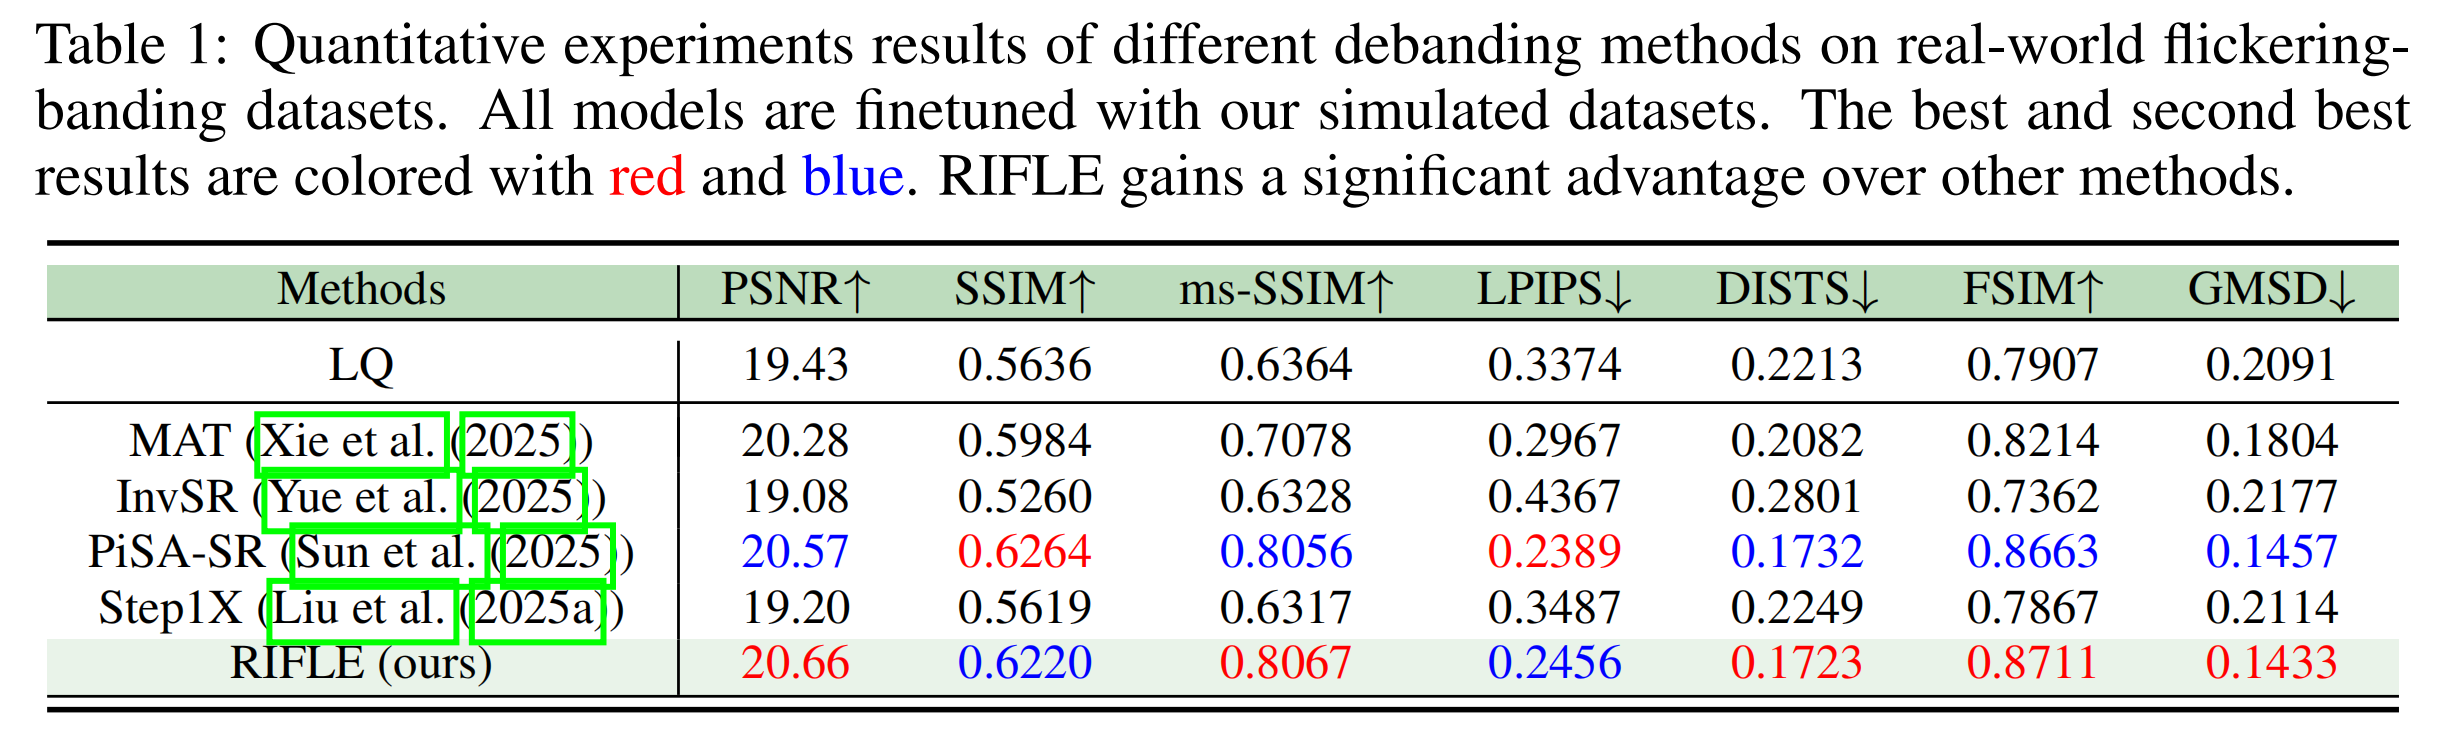 Table 1: Quantitative experiments results of different debanding methods on real-world flickering-
banding datasets. All models are finetuned with our simulated datasets. The best and second best
results are colored with red and blue. RIFLE gains a significant advantage over other methods.
Methods PSNR↑ SSIM↑ ms-SSIM↑ LPIPS↓ DISTS↓ FSIM↑ GMSD↓
LQ 19.43 0.5636 0.6364 0.3374 0.2213 0.7907 0.2091
MAT (Xie et al. (2025)) 20.28 0.5984 0.7078 0.2967 0.2082 0.8214 0.1804
InvSR (Yue et al. (2025)) 19.08 0.5260 0.6328 0.4367 0.2801 0.7362 0.2177
PiSA-SR (Sun et al. (2025)) 20.57 0.6264 0.8056 0.2389 0.1732 0.8663 0.1457
Step1X (Liu et al. (2025a)) 19.20 0.5619 0.6317 0.3487 0.2249 0.7867 0.2114
RIFLE (ours) 20.66 0.6220 0.8067 0.2456 0.1723 0.8711 0.1433